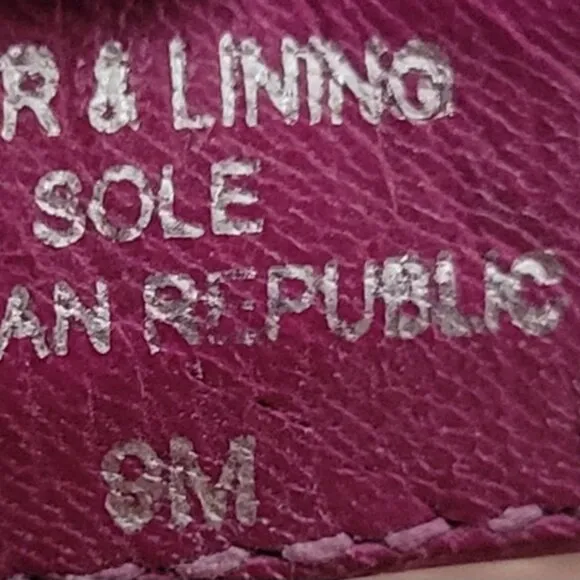 R & LINING
SOLE
AN REPUBLIC
8M